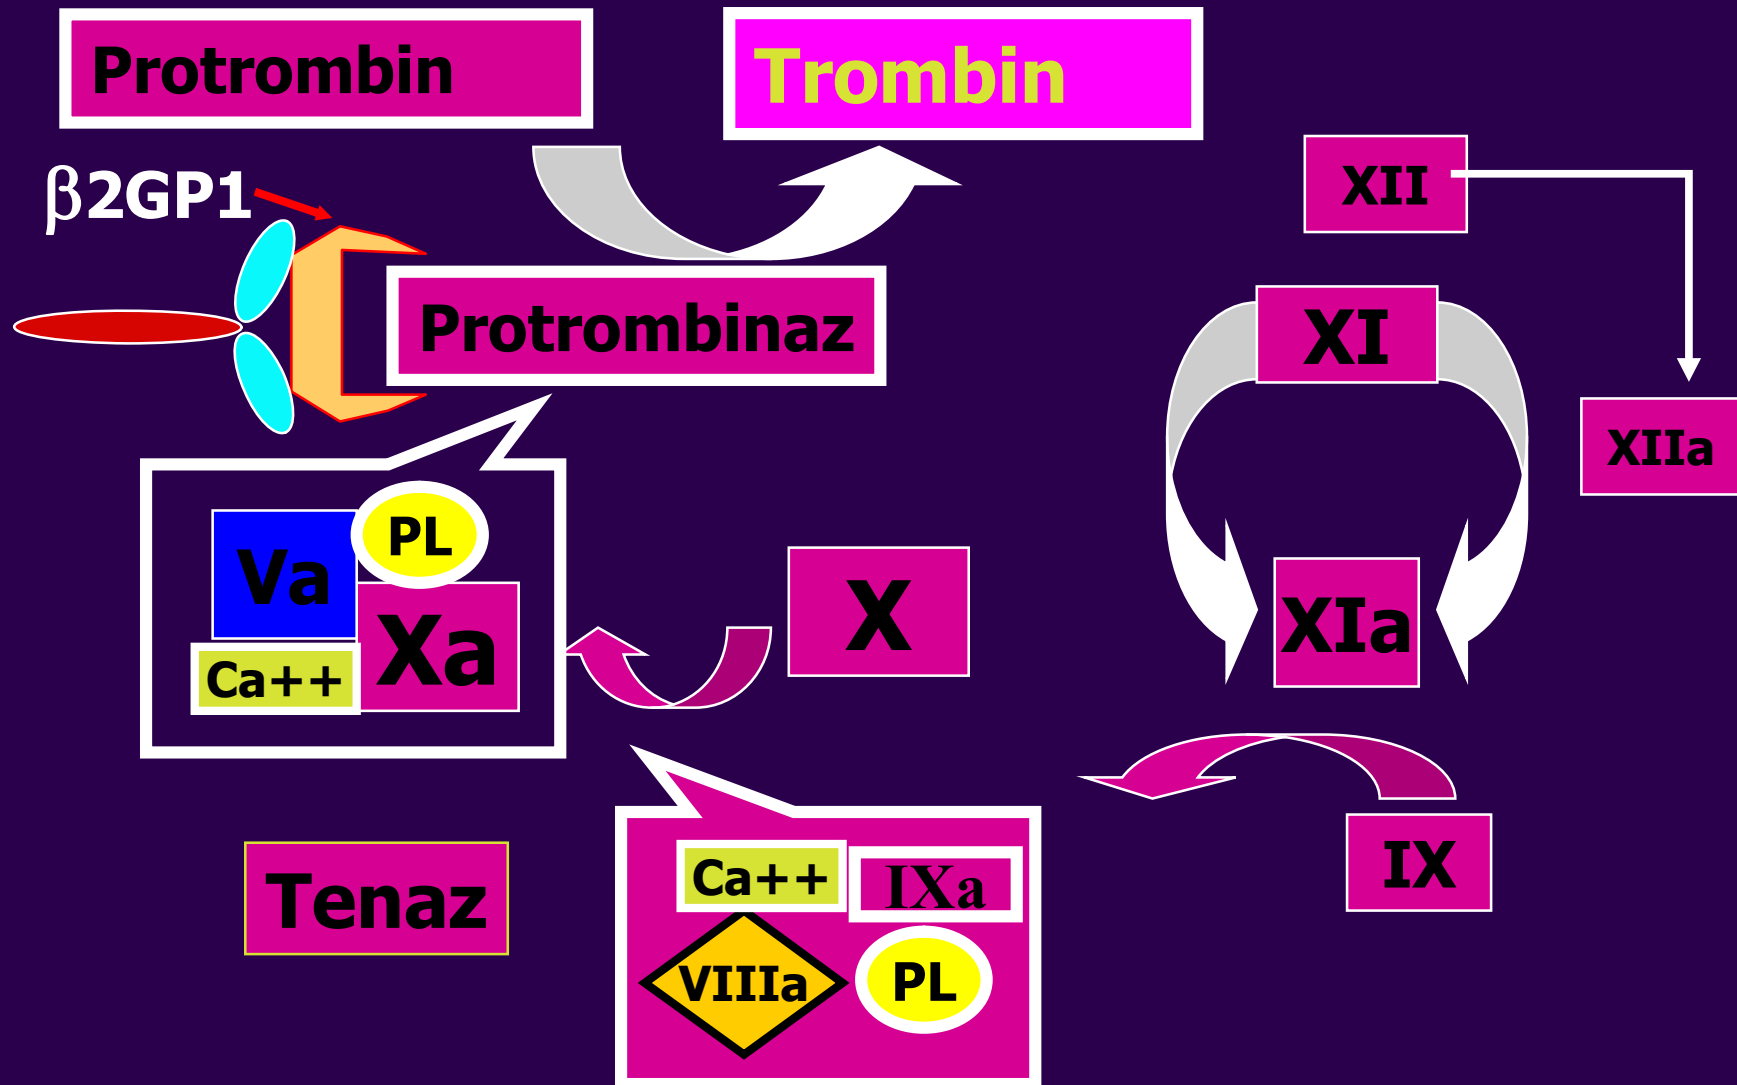 Protrombin
Trombin
XII
β2GP1
Protrombinaz
XI
XIIa
PL
Va
X
Xa
XIa
Ca++
Ca++
IXa
IX
Tenaz
VIIIa
PL